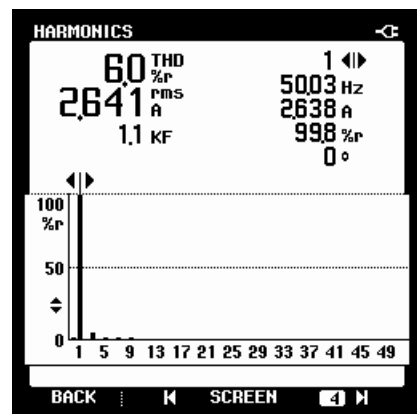 HARMONICS
6.0 THD %r
2.641 rms A
1.1 KF
1
50.03 Hz
2.638 A
99.8 %r
0 °
100
%r
50
0
1 5 9 13 17 21 25 29 33 37 41 45 49
BACK SCREEN 4